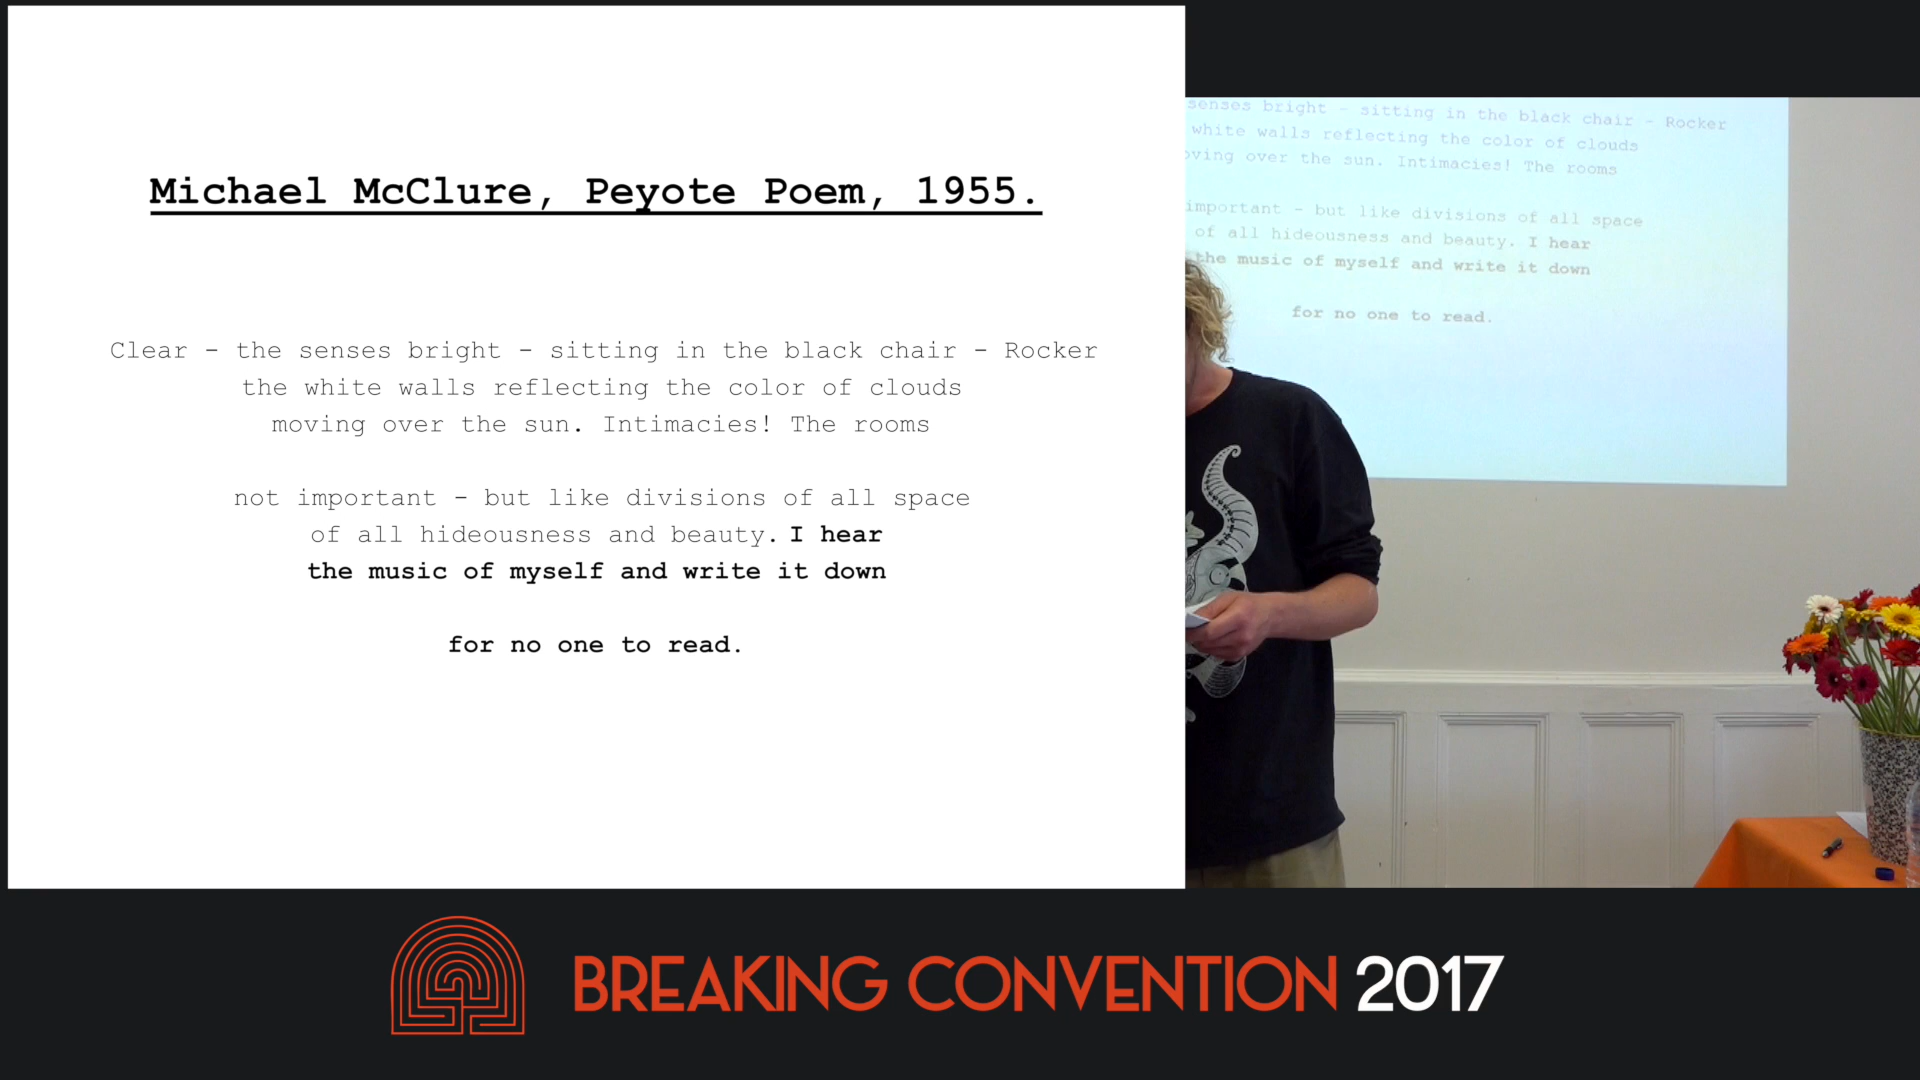 Michael McClure, Peyote Poem, 1955.
Clear - the senses bright - sitting in the black chair - Rocker
the white walls reflecting the color of clouds
moving over the sun. Intimacies! The rooms
not important - but like divisions of all space
of all hideousness and beauty. I hear
the music of myself and write it down
for no one to read.
senses bright - sitting in the black chair - Rocker
white walls reflecting the color of clouds
oving over the sun. Intimacies! The rooms
important - but like divisions of all space
of all hideousness and beauty. I hear
the music of myself and write it down
for no one to read.
BREAKING CONVENTION 2017